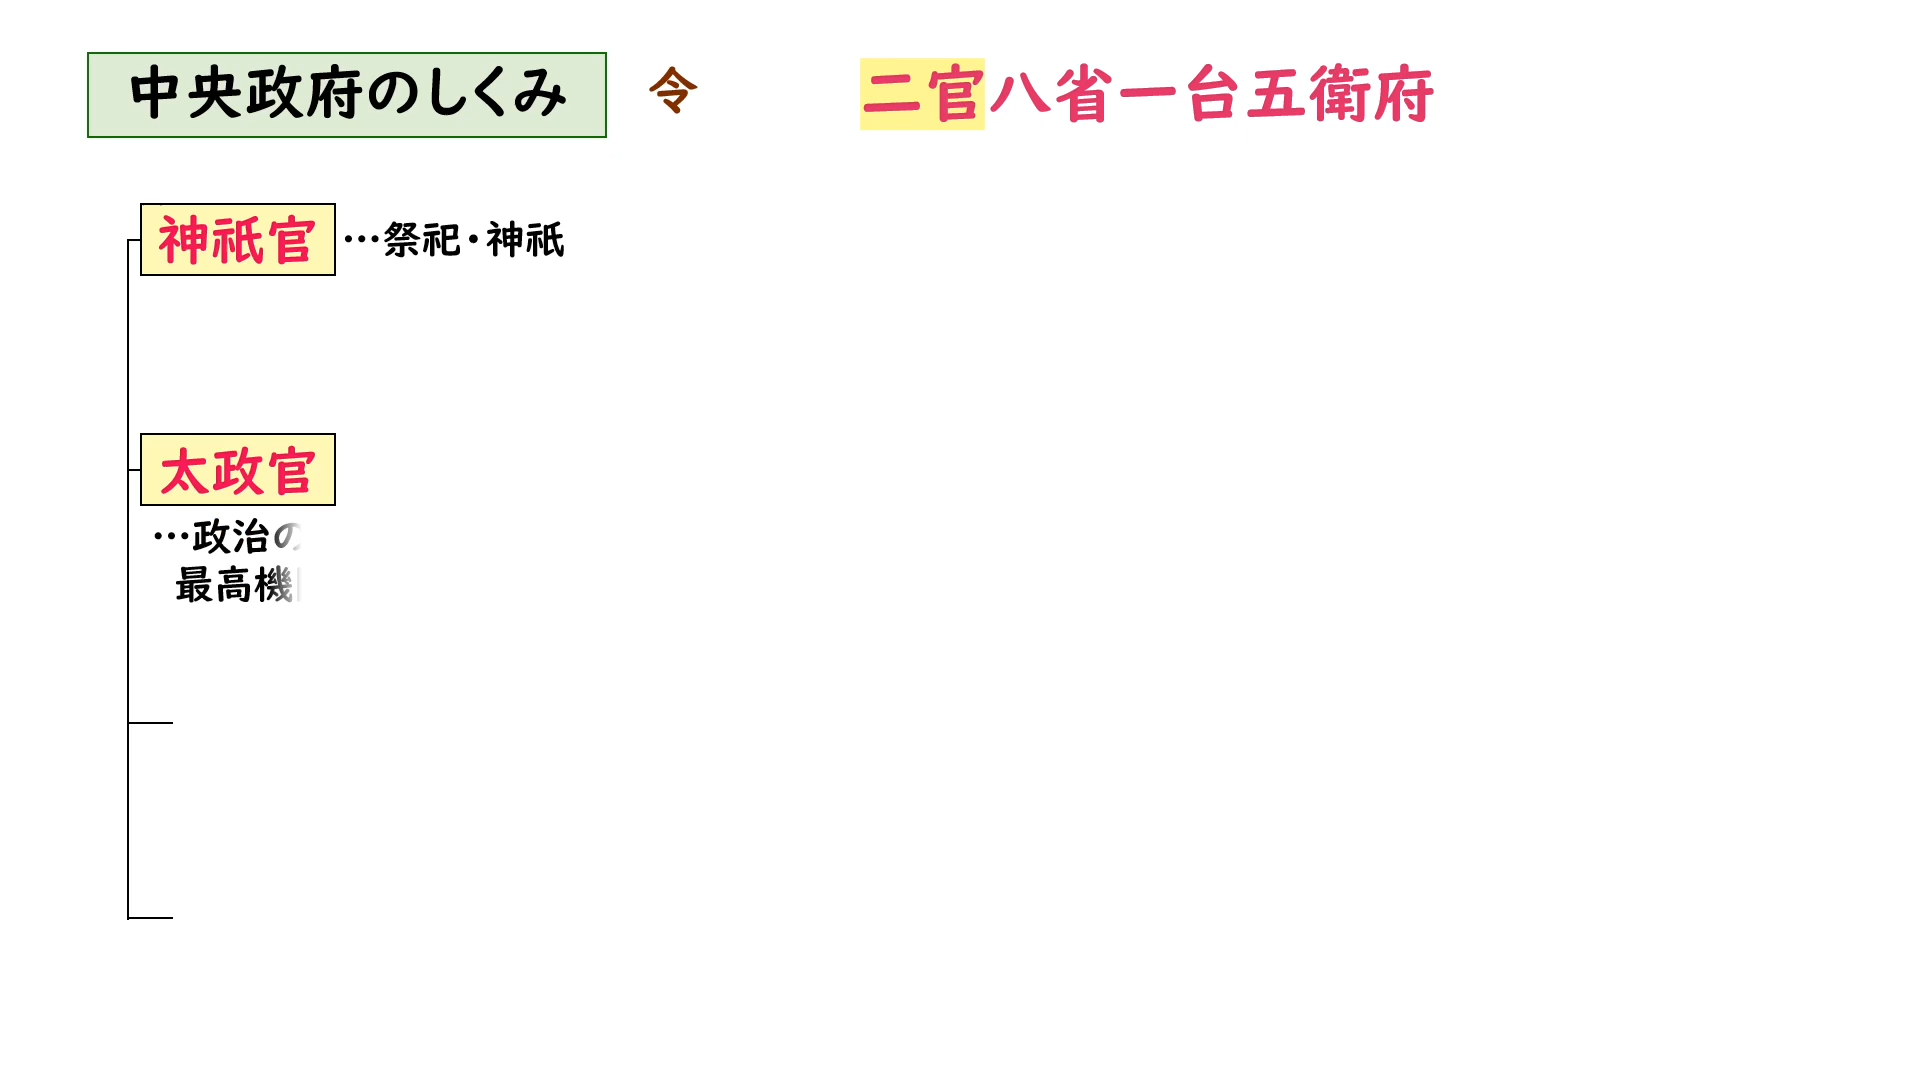 中央政府のしくみ 令 二官八省一台五衛府
神祇官 …祭祀・神祇
太政官
…政治の
最高機